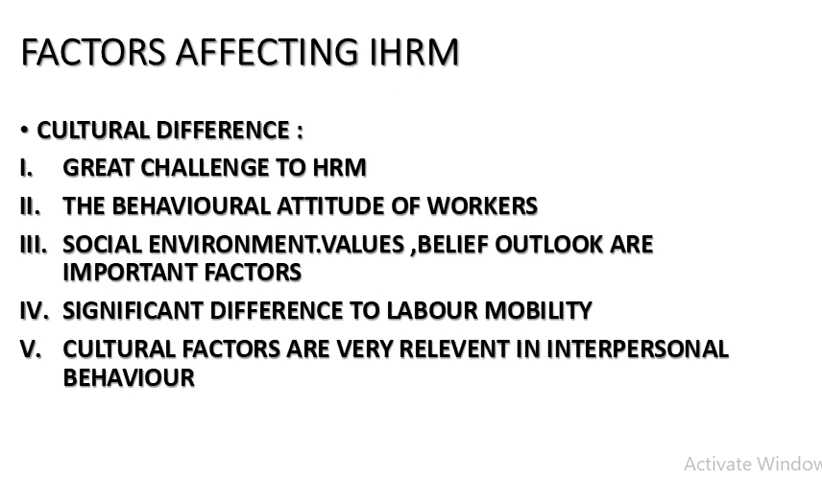 FACTORS AFFECTING IHRM
• CULTURAL DIFFERENCE :
I. GREAT CHALLENGE TO HRM
II. THE BEHAVIOURAL ATTITUDE OF WORKERS
III. SOCIAL ENVIRONMENT.VALUES ,BELIEF OUTLOOK ARE
IMPORTANT FACTORS
IV. SIGNIFICANT DIFFERENCE TO LABOUR MOBILITY
V. CULTURAL FACTORS ARE VERY RELEVENT IN INTERPERSONAL
BEHAVIOUR
Activate Window